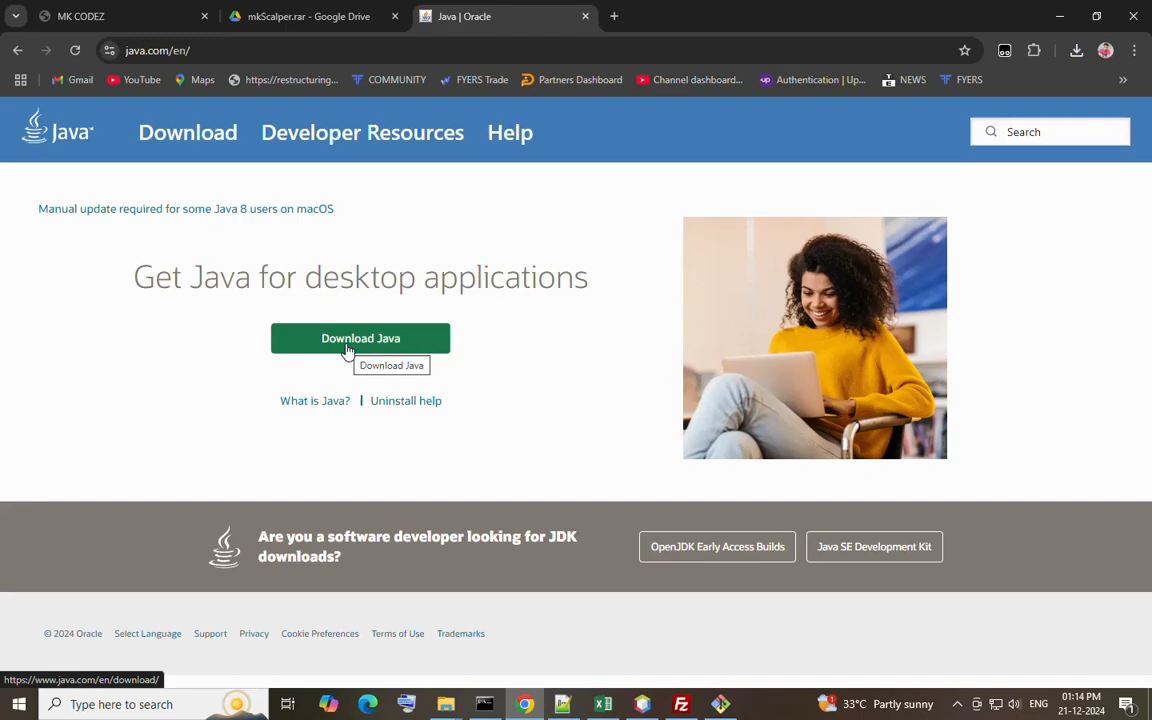 MK CODEZ
mkScalper.rar - Google Drive
Java | Oracle
java.com/en/
Gmail
YouTube
Maps
https://restructuring...
COMMUNITY
FYERS Trade
Partners Dashboard
Channel dashboard...
Authentication | Up...
NEWS
FYERS
Java
Download
Developer Resources
Help
Search
Manual update required for some Java 8 users on macOS
Get Java for desktop applications
Download Java
Download Java
What is Java? | Uninstall help
Are you a software developer looking for JDK
downloads?
OpenJDK Early Access Builds
Java SE Development Kit
© 2024 Oracle
Select Language
Support
Privacy
Cookie Preferences
Terms of Use
Trademarks
https://www.java.com/en/download/
Type here to search
33°C Partly sunny
ENG
01:14 PM
21-12-2024
1